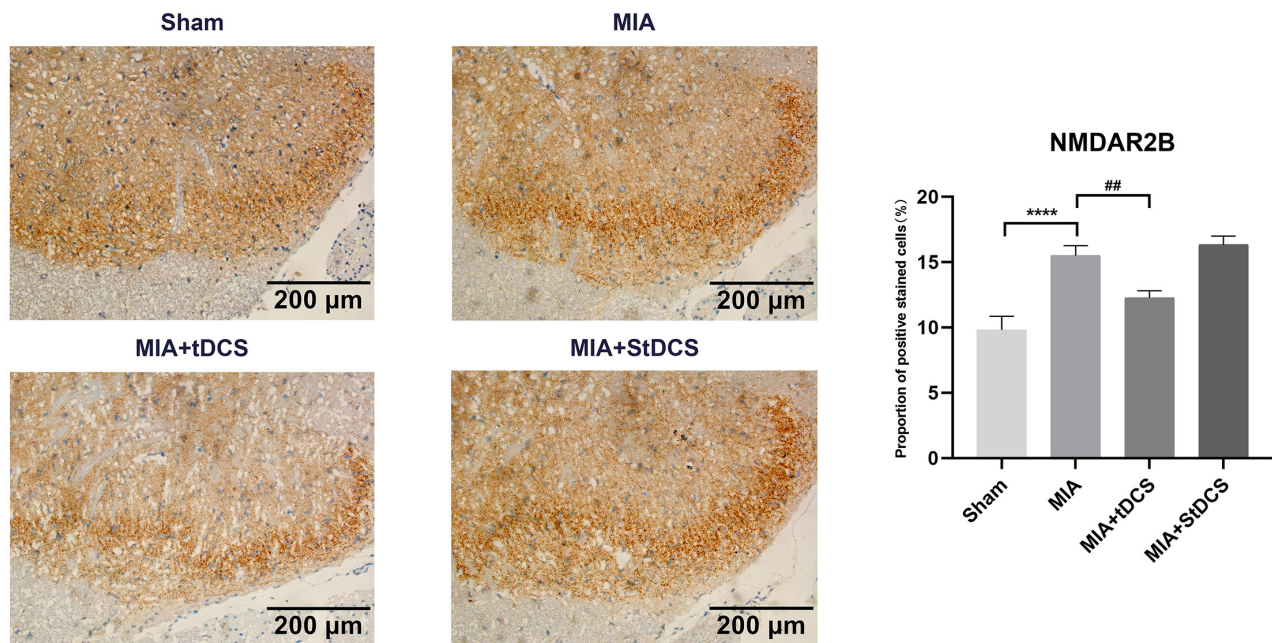 Sham
MIA
200 µm
200 µm
MIA+tDCS
MIA+StDCS
200 µm
200 µm
NMDAR2B
Proportion of positive stained cells(%)
20
15
10
5
0
****
##
Sham
MIA
MIA+tDCS
MIA+StDCS